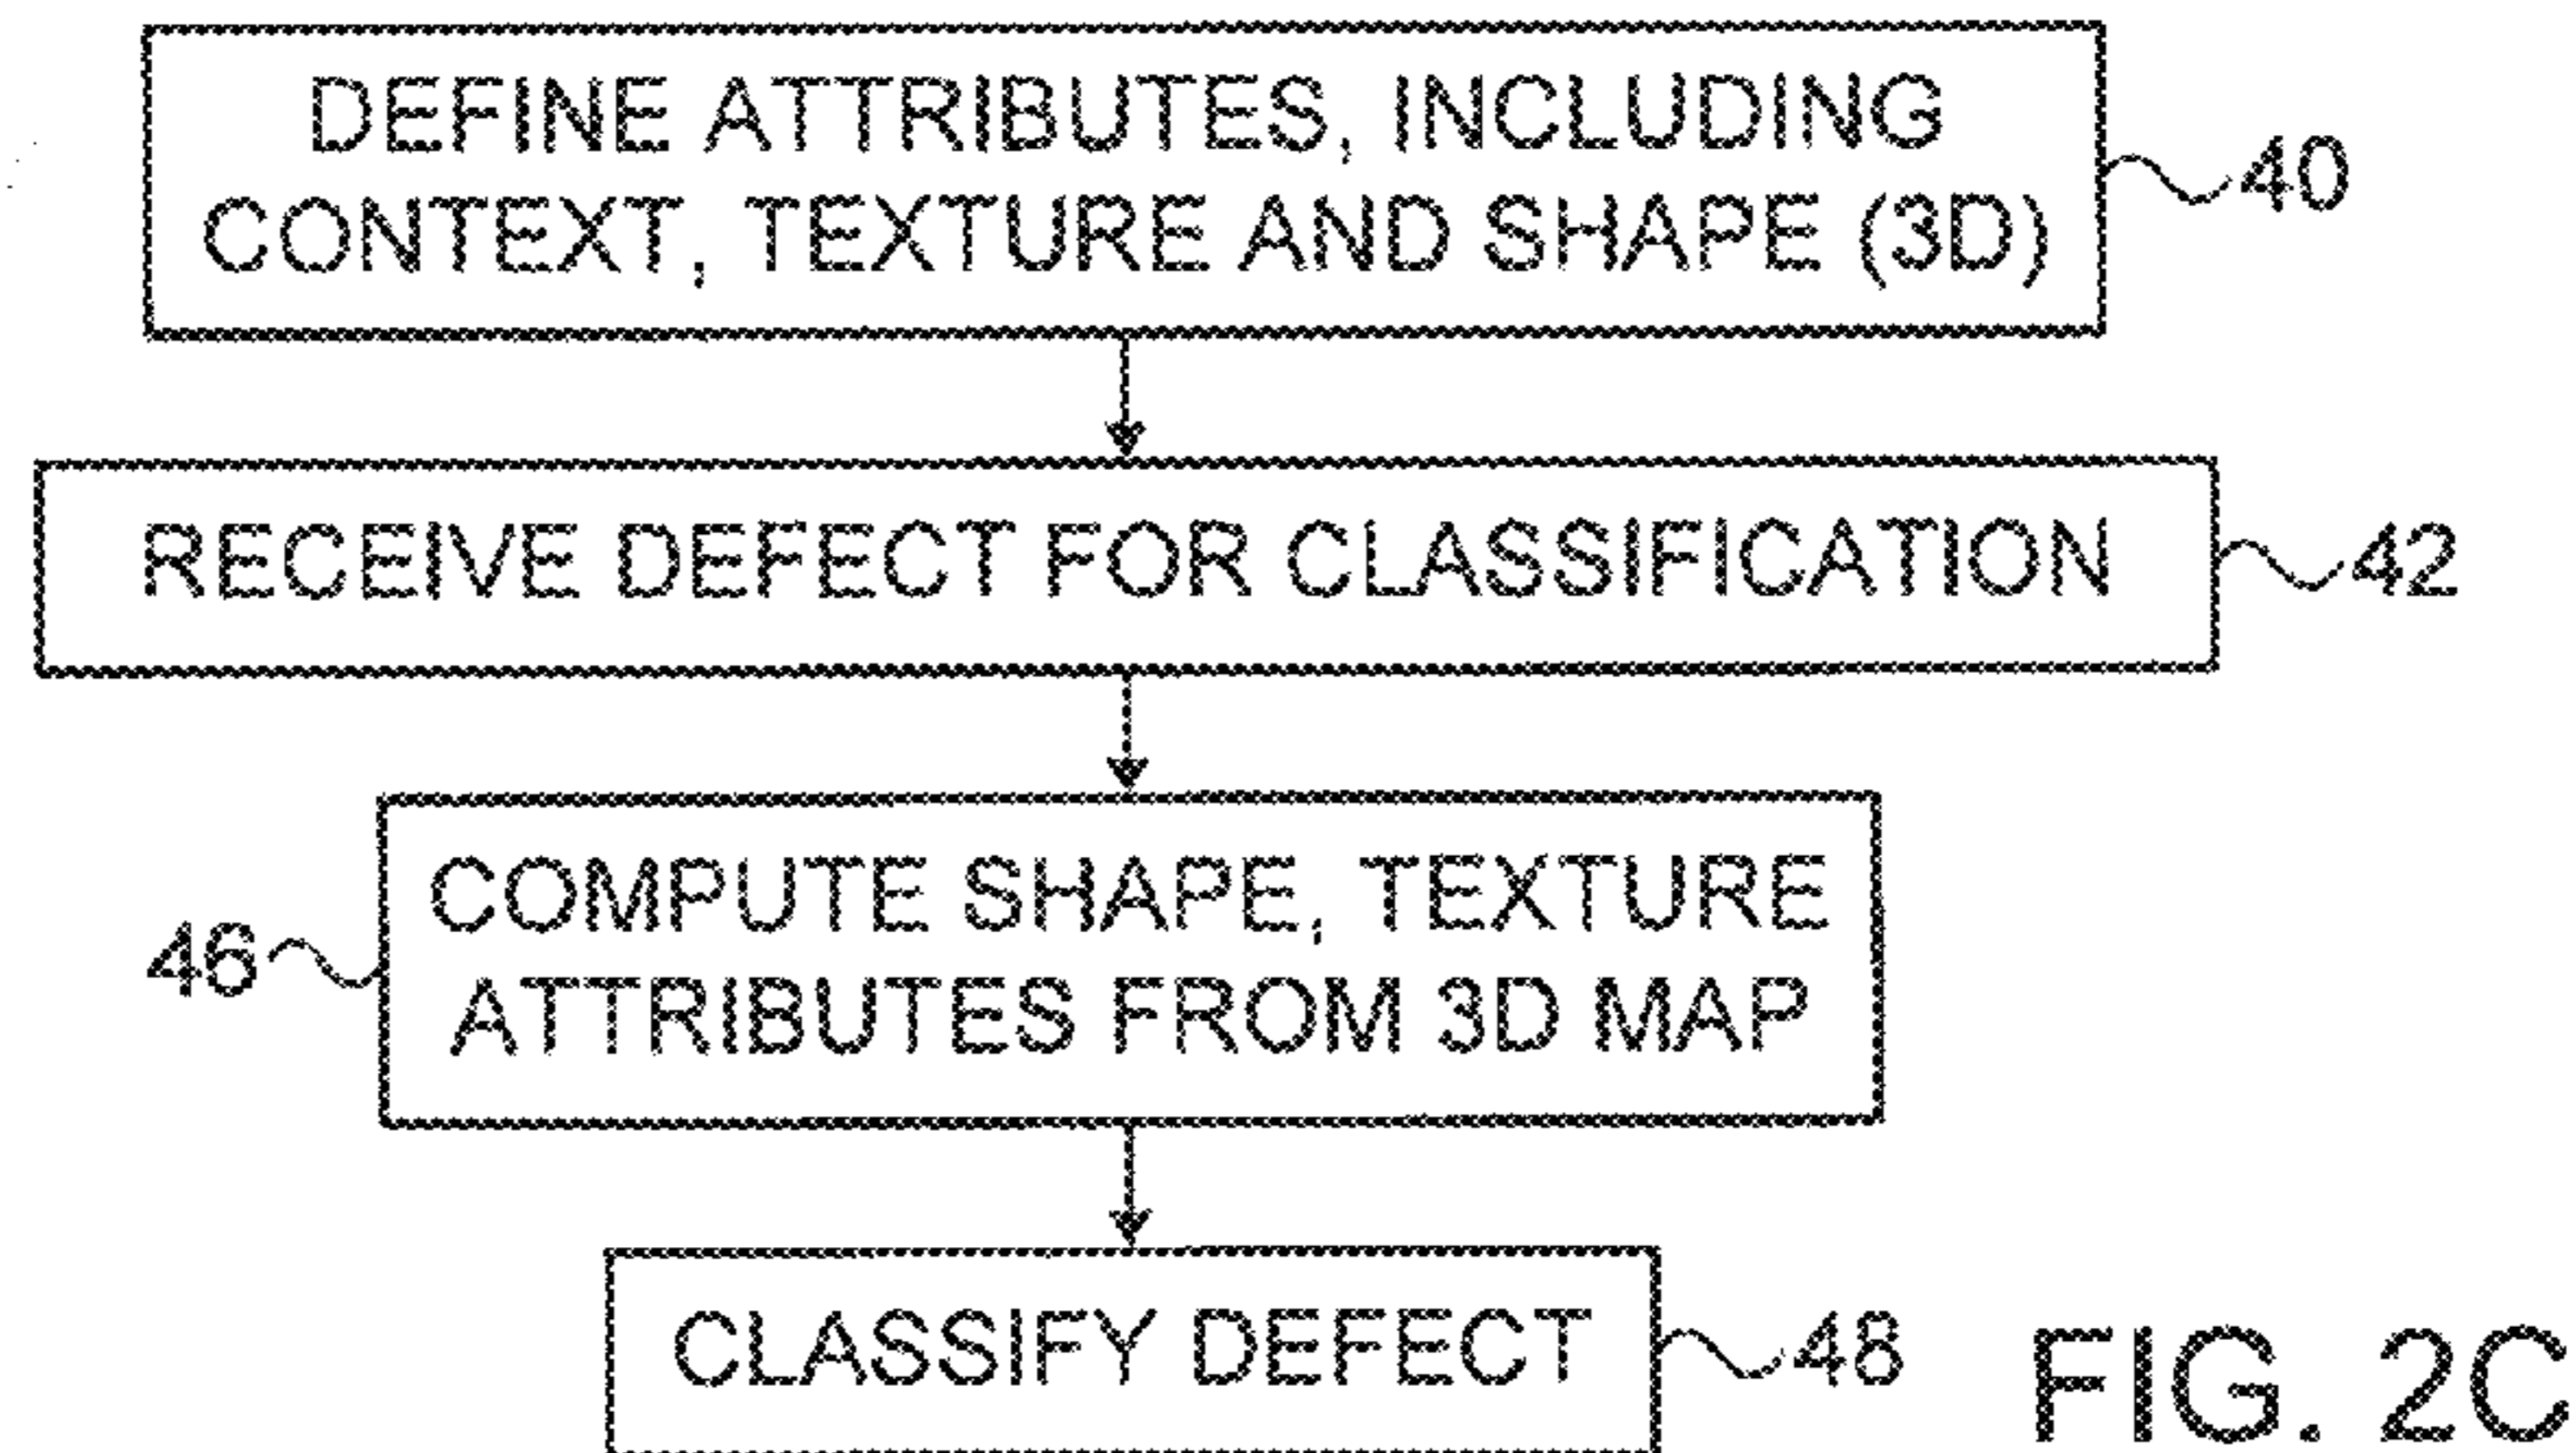 DEFINE ATTRIBUTES, INCLUDING
CONTEXT, TEXTURE AND SHAPE (3D)
40
RECEIVE DEFECT FOR CLASSIFICATION
42
COMPUTE SHAPE, TEXTURE
ATTRIBUTES FROM 3D MAP
46
CLASSIFY DEFECT
48
FIG. 2C